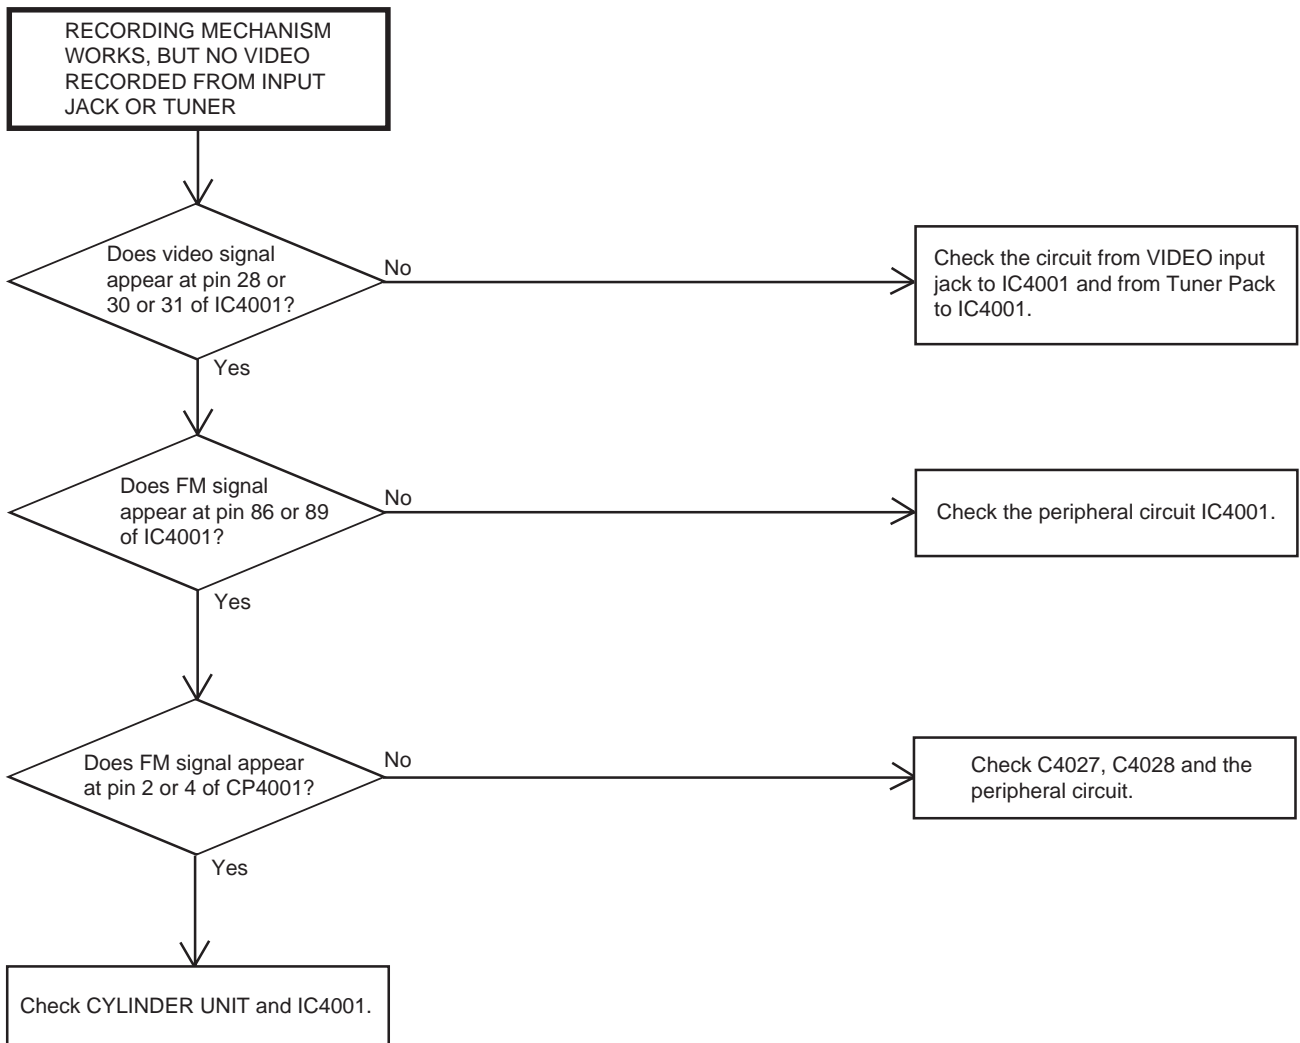 RECORDING MECHANISM
WORKS, BUT NO VIDEO
RECORDED FROM INPUT
JACK OR TUNER
Does video signal
appear at pin 28 or
30 or 31 of IC4001?
No
Check the circuit from VIDEO input
jack to IC4001 and from Tuner Pack
to IC4001.
Yes
Does FM signal
appear at pin 86 or 89
of IC4001?
No
Check the peripheral circuit IC4001.
Yes
Does FM signal appear
at pin 2 or 4 of CP4001?
No
Check C4027, C4028 and the
peripheral circuit.
Yes
Check CYLINDER UNIT and IC4001.